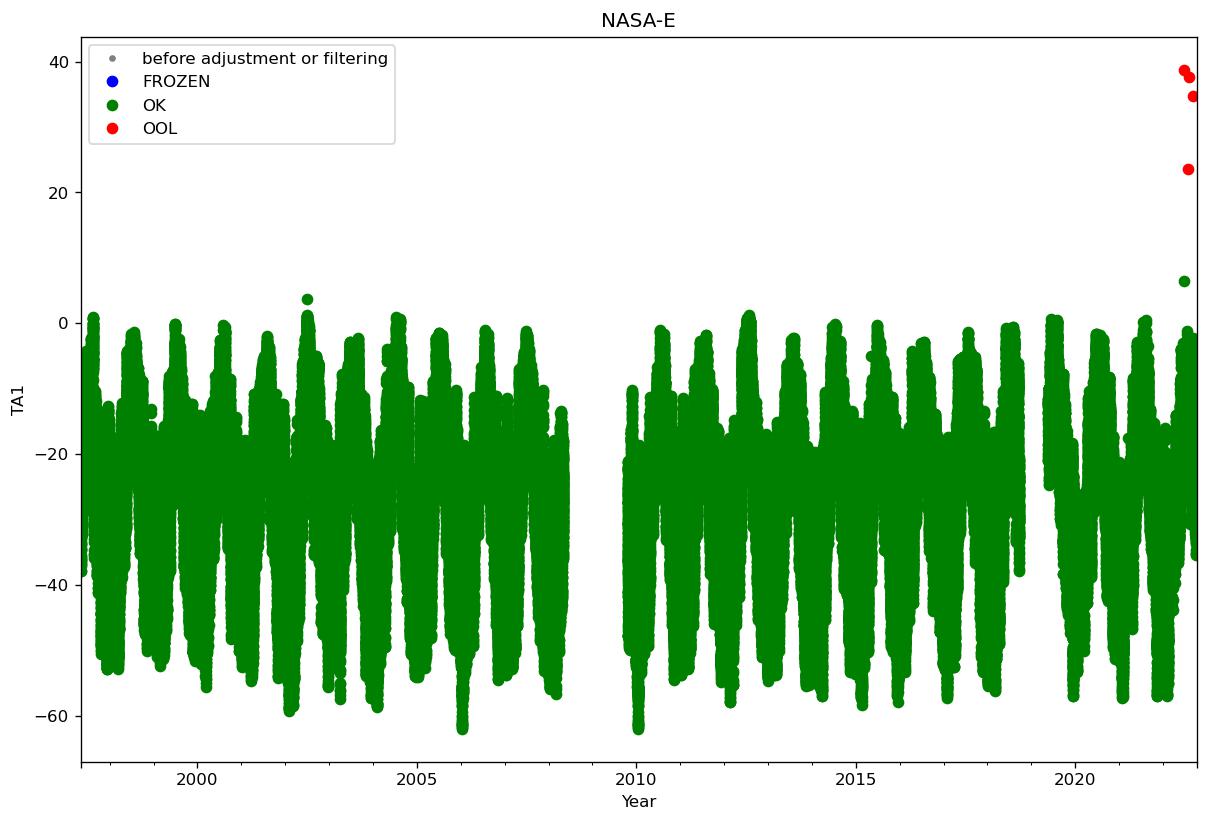 NASA-E
before adjustment or filtering
FROZEN
OK
OOL
40
20
0
−20
−40
−60
TA1
2000 2005 2010 2015 2020
Year